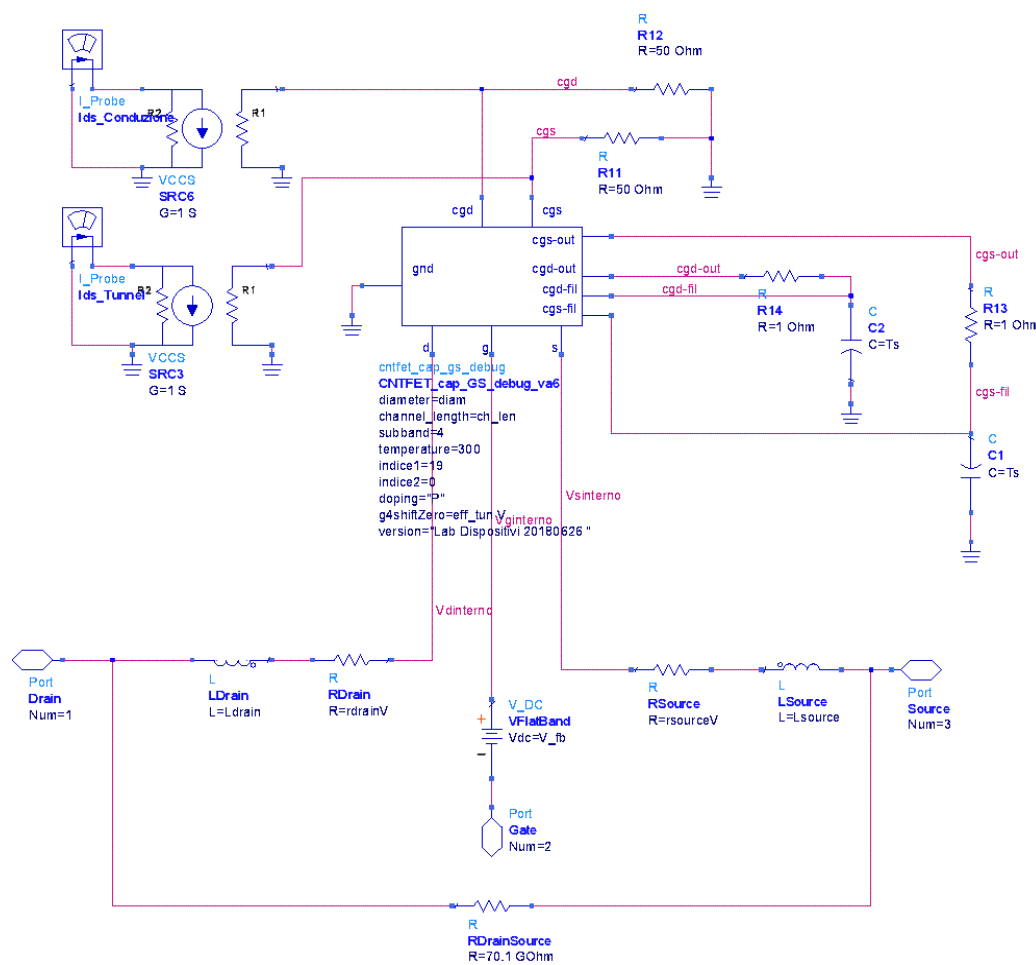 R
R12
R=50 Ohm
cgd
I_Probe
Ids_Conduzione
R2
R1
cgs
R
R11
R=50 Ohm
VCCS
SRC6
G=1 S
cgd
cgs
cgs-out
gnd
cgd-out
cgd-fil
cgs-fil
cgs-out
cgd-out
cgd-fil
R
R14
R=1 Ohm
C
C2
C=Ts
R
R13
R=1 Ohm
I_Probe
Ids_Tunnel
R2
R1
VCCS
SRC3
G=1 S
d
g
s
cgs-fil
cntfet_cap_gs_debug
CNTFET_cap_GS_debug_va6
diameter=diam
channel_length=ch_len
subband=4
temperature=300
indice1=19
indice2=0
doping="P"
g4shiftZero=eff_tun V
version="Lab Dispositivi 20180626 "
C
C1
C=Ts
Vsinterno
Vginterno
Vdinterno
Port
Drain
Num=1
L
LDrain
L=Ldrain
R
RDrain
R=rdrainV
V_DC
VFlatBand
Vdc=V_fb
R
RSource
R=rsourceV
L
LSource
L=Lsource
Port
Source
Num=3
Port
Gate
Num=2
R
RDrainSource
R=70.1 GOhm